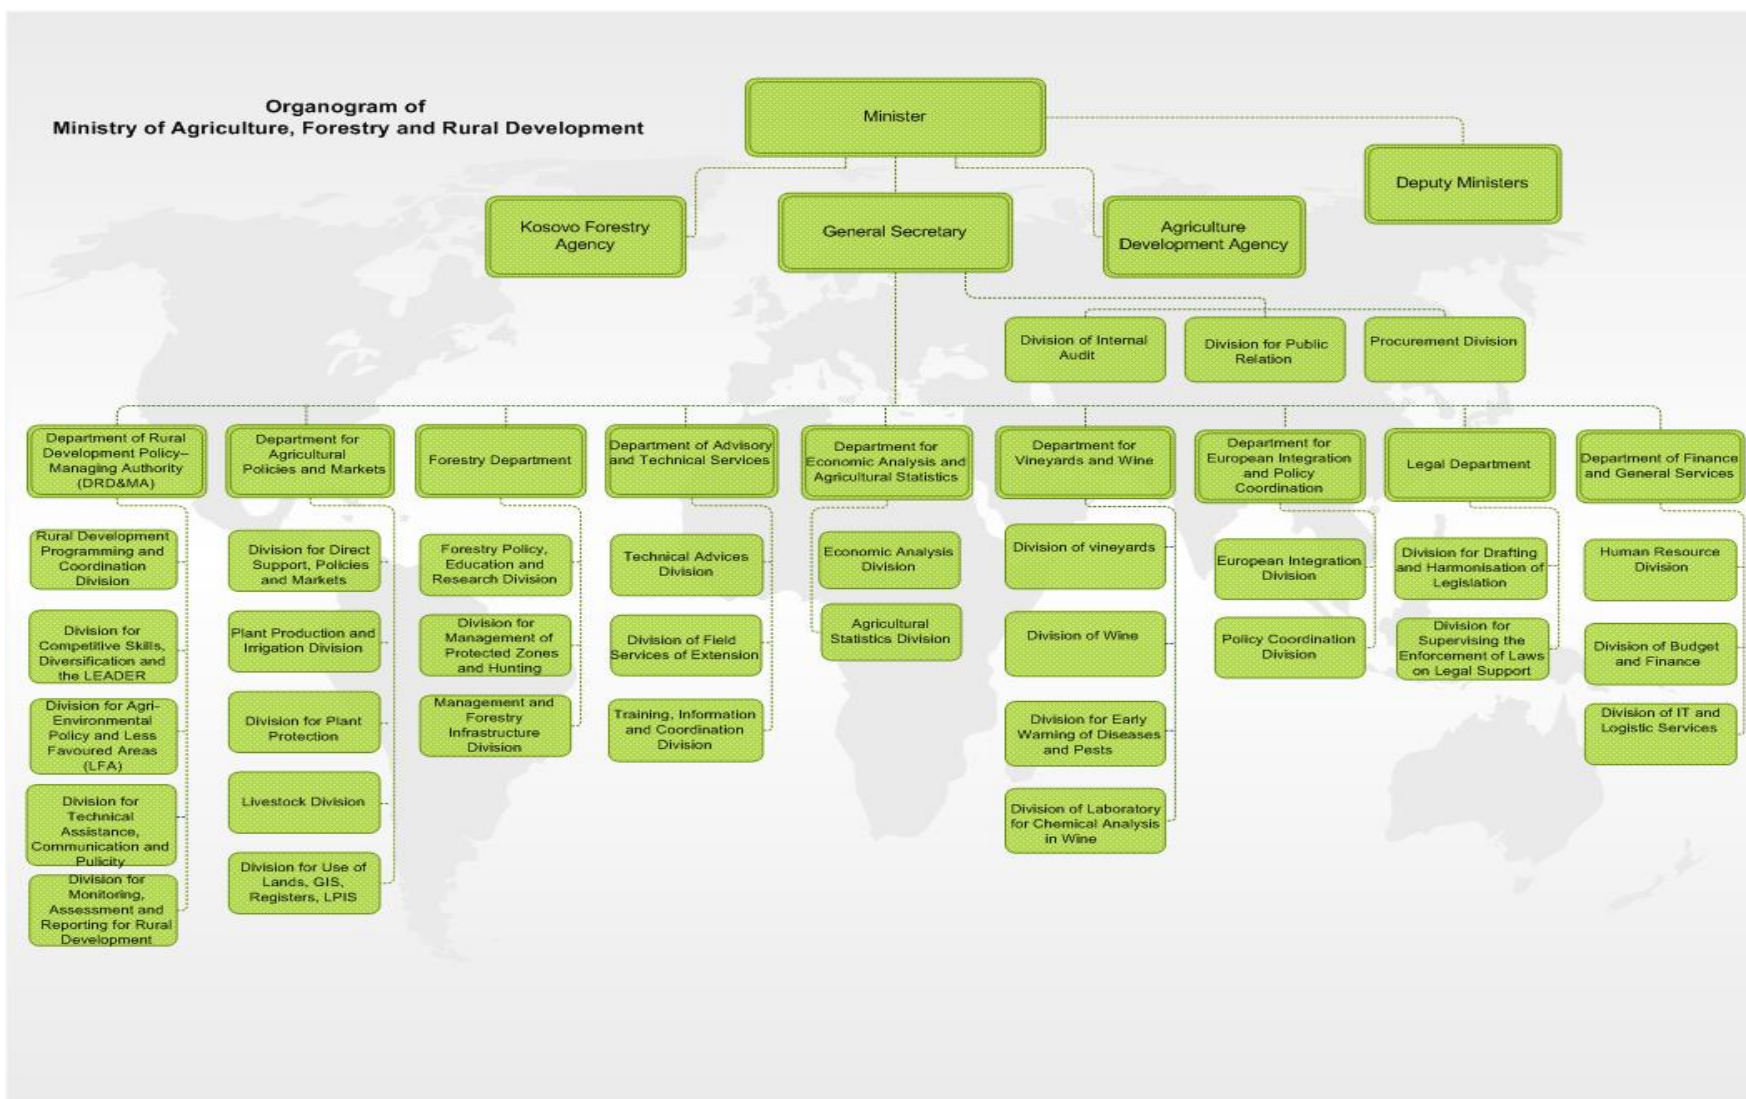 Organogram of
Ministry of Agriculture, Forestry and Rural Development
Minister
Deputy Ministers
Kosovo Forestry
Agency
General Secretary
Agriculture
Development Agency
Division of Internal
Audit
Division for Public
Relation
Procurement Division
Department of Rural
Development Policy–
Managing Authority
(DRD&MA)
Department for
Agricultural
Policies and Markets
Forestry Department
Department of Advisory
and Technical Services
Department for
Economic Analysis and
Agricultural Statistics
Department for
Vineyards and Wine
Department for
European Integration
and Policy
Coordination
Legal Department
Department of Finance
and General Services
Rural Development
Programming and
Coordination
Division
Division for
Competitive Skills,
Diversification and
the LEADER
Division for Agri-
Environmental
Policy and Less
Favoured Areas
(LFA)
Division for
Technical
Assistance,
Communication and
Pulicity
Division for
Monitoring,
Assessment and
Reporting for Rural
Development
Division for Direct
Support, Policies
and Markets
Plant Production and
Irrigation Division
Division for Plant
Protection
Livestock Division
Division for Use of
Lands, GIS,
Registers, LPIS
Forestry Policy,
Education and
Research Division
Division for
Management of
Protected Zones
and Hunting
Management and
Forestry
Infrastructure
Division
Technical Advices
Division
Division of Field
Services of Extension
Training, Information
and Coordination
Division
Economic Analysis
Division
Agricultural
Statistics Division
Division of vineyards
Division of Wine
Division for Early
Warning of Diseases
and Pests
Division of Laboratory
for Chemical Analysis
in Wine
European Integration
Division
Policy Coordination
Division
Division for Drafting
and Harmonisation of
Legislation
Division for
Supervising the
Enforcement of Laws
on Legal Support
Human Resource
Division
Division of Budget
and Finance
Division of IT and
Logistic Services